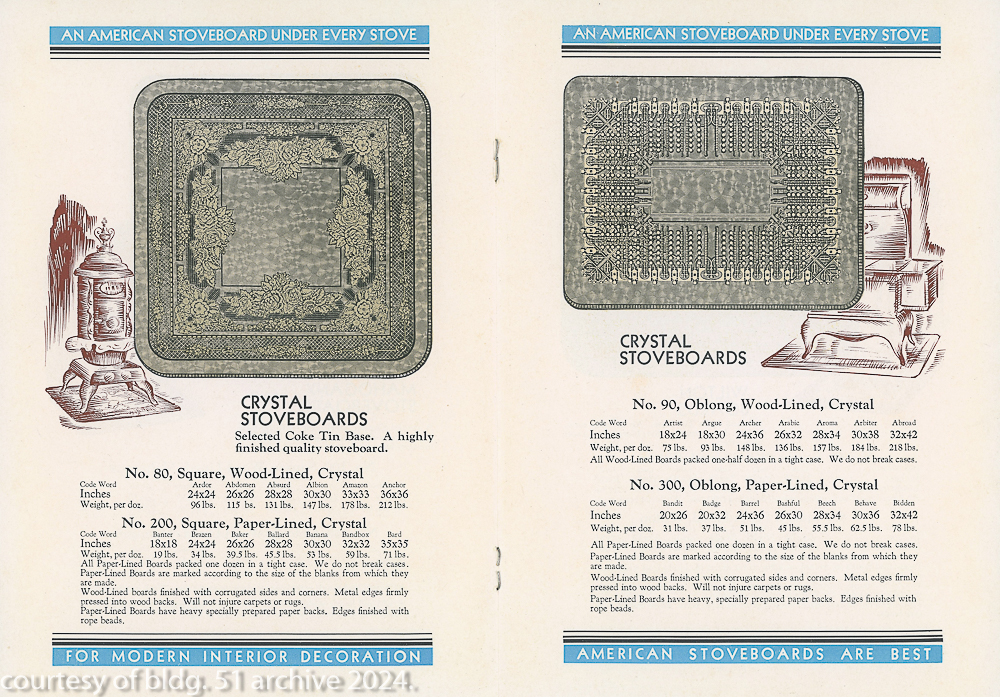 AN AMERICAN STOVEBOARD UNDER EVERY STOVE
CRYSTAL
STOVEBOARDS
Selected Coke Tin Base. A highly
finished quality stoveboard.
No. 80, Square, Wood-Lined, Crystal
Code Word Ardor Abdomen Absurd Albion Amazon Anchor
Inches 24x24 26x26 28x28 30x30 33x33 36x36
Weight, per doz. 96 lbs. 115 lbs. 131 lbs. 147 lbs. 178 lbs. 212 lbs.
No. 200, Square, Paper-Lined, Crystal
Code Word Banter Brazen Baker Ballard Banana Bandbox Bard
Inches 18x18 24x24 26x26 28x28 30x30 32x32 35x35
Weight, per doz. 19 lbs. 34 lbs. 39.5 lbs. 45.5 lbs. 53 lbs. 59 lbs. 71 lbs.
All Paper-Lined Boards packed one dozen in a tight case. We do not break cases.
Paper-Lined Boards are marked according to the size of the blanks from which they
are made.
Wood-Lined boards finished with corrugated sides and corners. Metal edges firmly
pressed into wood backs. Will not injure carpets or rugs.
Paper-Lined Boards have heavy specially prepared paper backs. Edges finished with
rope beads.
FOR MODERN INTERIOR DECORATION
AN AMERICAN STOVEBOARD UNDER EVERY STOVE
CRYSTAL
STOVEBOARDS
No. 90, Oblong, Wood-Lined, Crystal
Code Word Artist Argue Archer Arabic Aroma Arbiter Abroad
Inches 18x24 18x30 24x36 26x32 28x34 30x38 32x42
Weight, per doz. 75 lbs. 93 lbs. 148 lbs. 136 lbs. 157 lbs. 184 lbs. 218 lbs.
All Wood-Lined Boards packed one-half dozen in a tight case. We do not break cases.
No. 300, Oblong, Paper-Lined, Crystal
Code Word Bandit Badge Barrel Bashful Beech Behave Bidden
Inches 20x26 20x32 24x36 26x30 28x34 30x36 32x42
Weight, per doz. 31 lbs. 37 lbs. 51 lbs. 45 lbs. 55.5 lbs. 62.5 lbs. 78 lbs.
All Paper-Lined Boards packed one dozen in a tight case. We do not break cases.
Paper-Lined Boards are marked according to the size of the blanks from which they
are made.
Wood-Lined Boards finished with corrugated sides and corners. Metal edges firmly
pressed into wood backs. Will not injure carpets or rugs.
Paper-Lined Boards have heavy, specially prepared paper backs. Edges finished with
rope beads.
AMERICAN STOVEBOARDS ARE BEST
courtesy of bldg. 51 archive 2024.